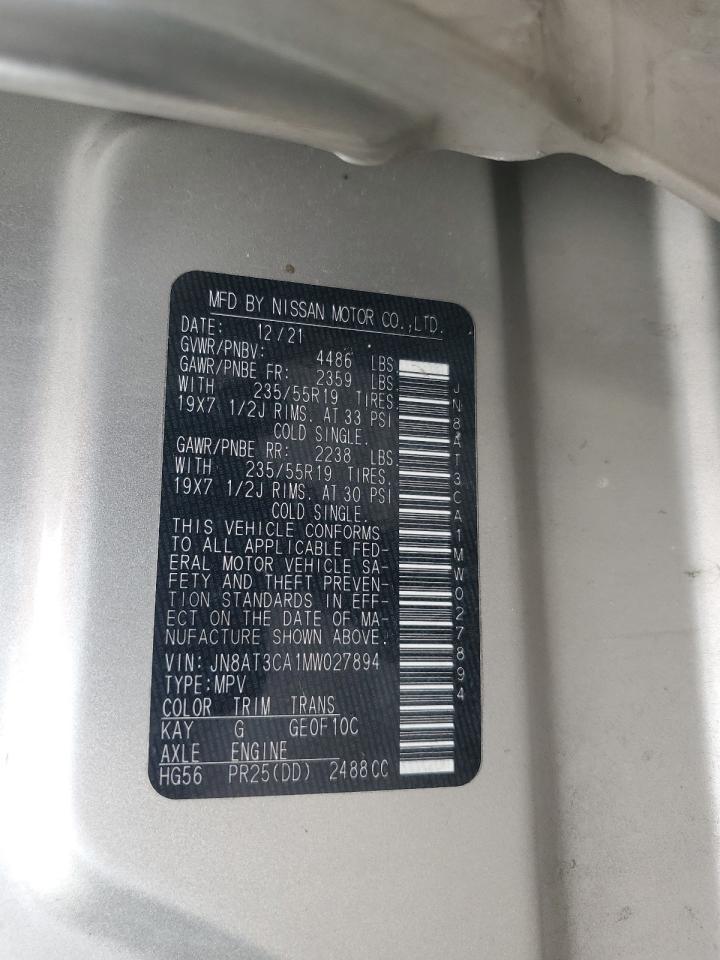 MFD BY NISSAN MOTOR CO.,LTD.
DATE: 12/21
GVWR/PNBV: 4486 LBS
GAWR/PNBE FR: 2359 LBS.
WITH 235/55R19 TIRES.
19X7 1/2J RIMS. AT 33 PSI
COLD SINGLE.
GAWR/PNBE RR: 2238 LBS.
WITH 235/55R19 TIRES.
19X7 1/2J RIMS. AT 30 PSI
COLD SINGLE.
THIS VEHICLE CONFORMS
TO ALL APPLICABLE FED-
ERAL MOTOR VEHICLE SA-
FETY AND THEFT PREVEN-
TION STANDARDS IN EFF-
ECT ON THE DATE OF MA-
NUFACTURE SHOWN ABOVE.
VIN: JN8AT3CA1MW027894
TYPE:MPV
COLOR TRIM TRANS
KAY G GE0F10C
AXLE ENGINE
HG56 PR25(DD) 2488CC
JN8AT3CA1MW027894